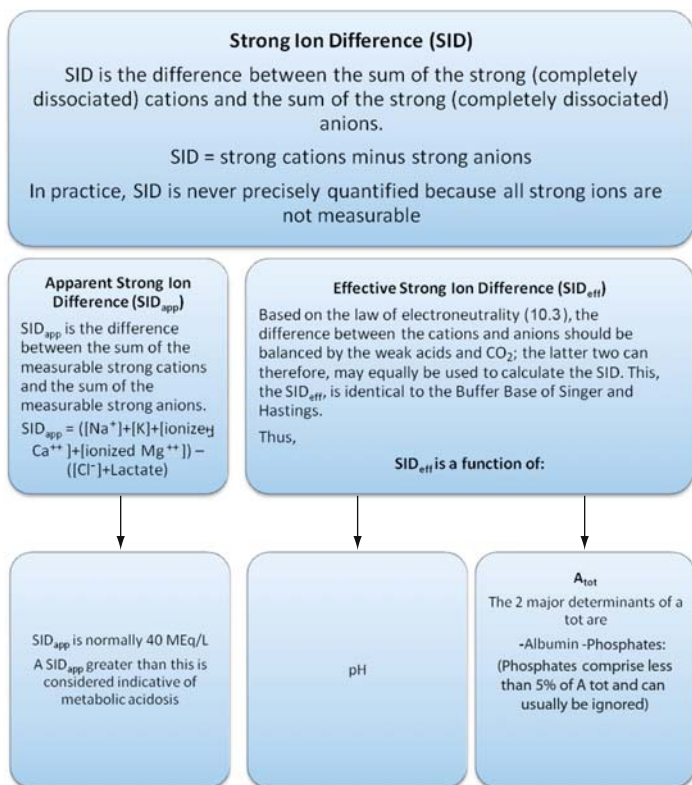 Strong Ion Difference (SID)
SID is the difference between the sum of the strong (completely
dissociated) cations and the sum of the strong (completely dissociated)
anions.
SID = strong cations minus strong anions
In practice, SID is never precisely quantified because all strong ions are
not measurable
Apparent Strong Ion
Difference (SIDapp)
SIDapp is the difference
between the sum of the
measurable strong cations
and the sum of the
measurable strong anions.
SIDapp = ([Na⁺]+[K]+[ionized
Ca⁺⁺ ]+[ionized Mg⁺⁺]) –
([Cl⁻]+Lactate)
Effective Strong Ion Difference (SIDeff)
Based on the law of electroneutrality (10.3), the
difference between the cations and anions should be
balanced by the weak acids and CO₂; the latter two can
therefore, may equally be used to calculate the SID. This,
the SIDeff, is identical to the Buffer Base of Singer and
Hastings.
Thus,
SIDeff is a function of:
SIDapp is normally 40 MEq/L
A SIDapp greater than this is
considered indicative of
metabolic acidosis
pH
Atot
The 2 major determinants of a
tot are
-Albumin -Phosphates:
(Phosphates comprise less
than 5% of A tot and can
usually be ignored)